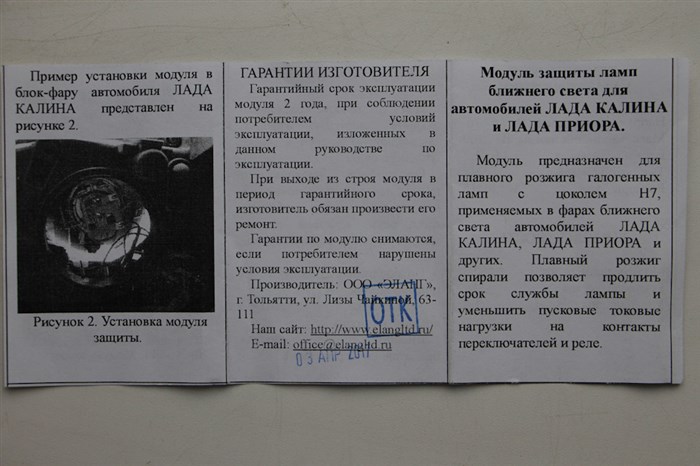 Пример установки модуля в
блок-фару автомобиля ЛАДА
КАЛИНА представлен на
рисунке 2.
Рисунок 2. Установка модуля
защиты.
ГАРАНТИИ ИЗГОТОВИТЕЛЯ
Гарантийный срок эксплуатации
модуля 2 года, при соблюдении
потребителем условий
эксплуатации, изложенных в
данном руководстве по
эксплуатации.
При выходе из строя модуля в
период гарантийного срока,
изготовитель обязан произвести его
ремонт.
Гарантии по модулю снимаются,
если потребителем нарушены
условия эксплуатации.
Производитель: ООО «ЭЛАНГ»,
г. Тольятти, ул. Лизы Чайкиной, 63-
111
Наш сайт: http://www.elangltd.ru/
E-mail: office@elangltd.ru
ОТК
03 АПР 2017
Модуль защиты ламп
ближнего света для
автомобилей ЛАДА КАЛИНА
и ЛАДА ПРИОРА.
Модуль предназначен для
плавного розжига галогенных
ламп с цоколем Н7,
применяемых в фарах ближнего
света автомобилей ЛАДА
КАЛИНА, ЛАДА ПРИОРА и
других. Плавный розжиг
спирали позволяет продлить
срок службы лампы и
уменьшить пусковые токовые
нагрузки на контакты
переключателей и реле.